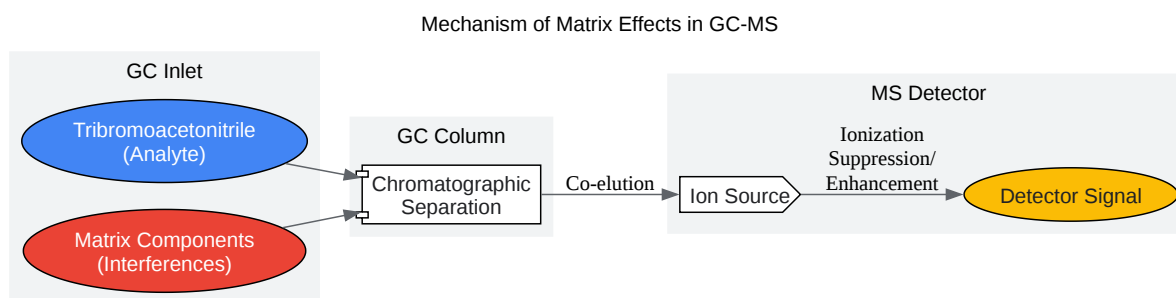 Mechanism of Matrix Effects in GC-MS
GC Inlet
Tribromoacetonitrile
(Analyte)
Matrix Components
(Interferences)
GC Column
Chromatographic
Separation
Co-elution
MS Detector
Ion Source
Ionization
Suppression/
Enhancement
Detector Signal